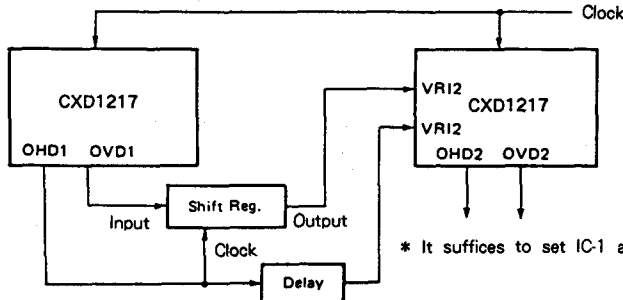 Clock
CXD1217
OHD1 OVD1
VRI2
VRI2
CXD1217
OHD2 OVD2
Shift Reg.
Input
Output
Clock
Delay
* It suffices to set IC-1 a